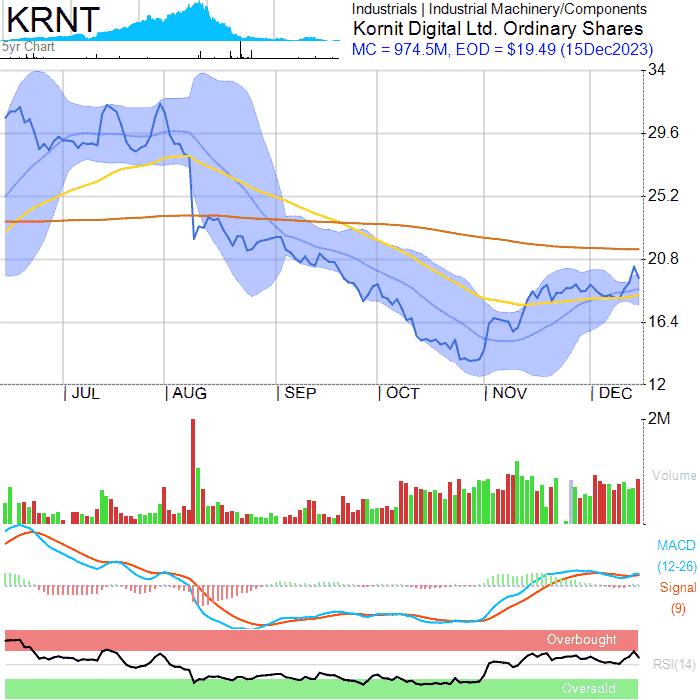 KRNT
5yr Chart
Industrials | Industrial Machinery/Components
Kornit Digital Ltd. Ordinary Shares
MC = 974.5M, EOD = $19.49 (15Dec2023)
34
29.6
25.2
20.8
16.4
12
JUL
AUG
SEP
OCT
NOV
DEC
2M
Volume
MACD
(12-26)
Signal
(9)
Overbought
RSI(14)
Oversold